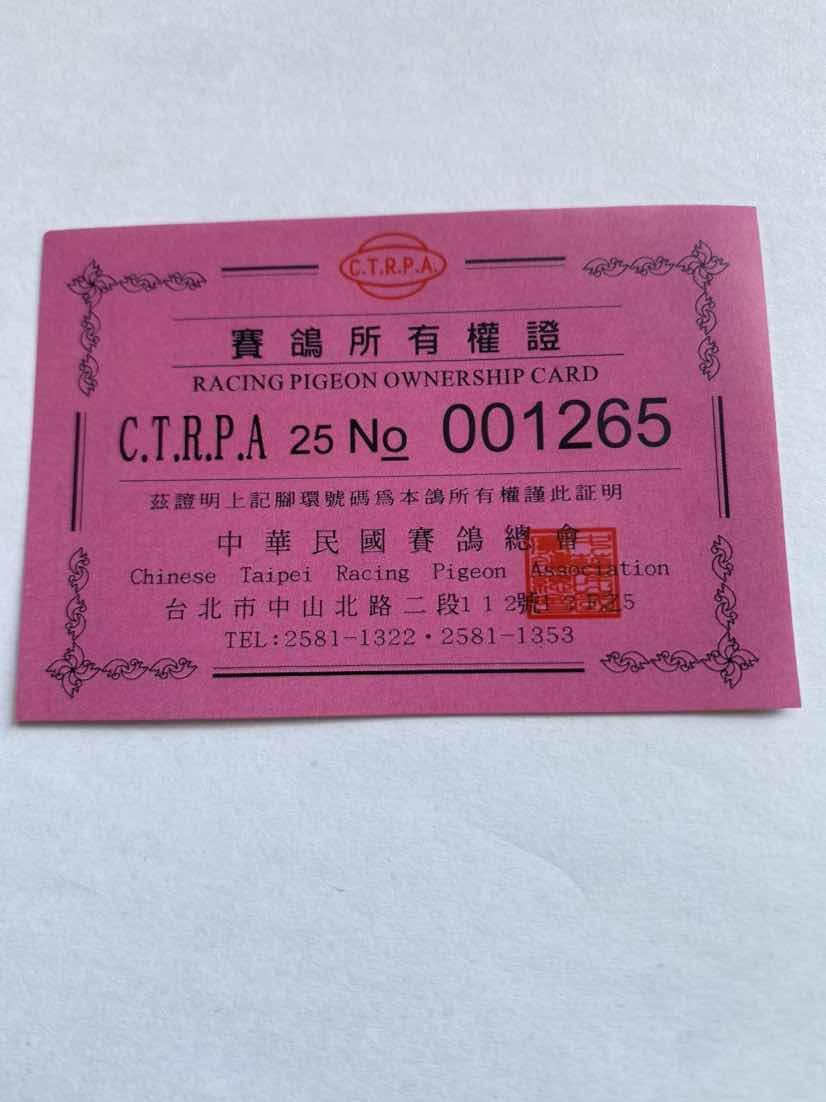 C.T.R.P.A.
賽鴿所有權證
RACING PIGEON OWNERSHIP CARD
C.T.R.P.A 25 No 001265
茲證明上記腳環號碼爲本鴿所有權謹此証明
中華民國賽鴿總會
Chinese Taipei Racing Pigeon Association
台北市中山北路二段112號13F.25
TEL:2581-1322·2581-1353